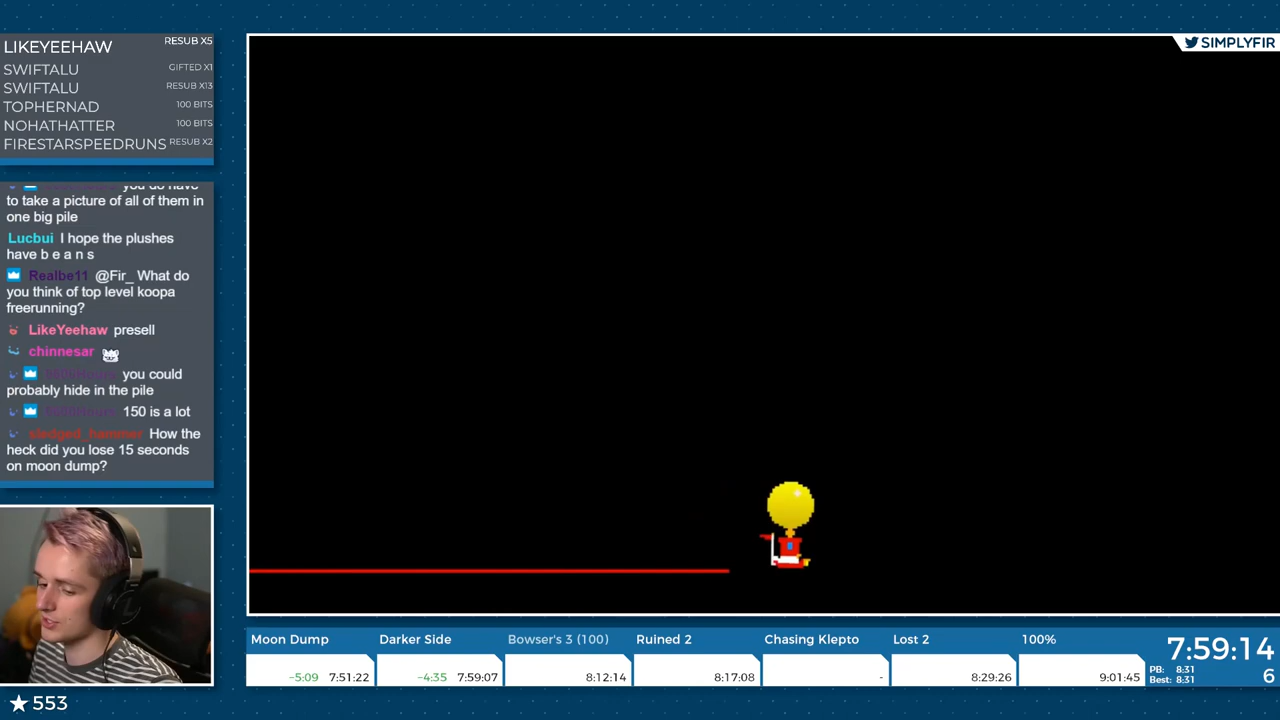 LIKEYEEHAW RESUB X5
SWIFTALU GIFTED X1
SWIFTALU RESUB X13
TOPHERNAD 100 BITS
NOHATHATTER 100 BITS
FIRESTARSPEEDRUNS RESUB X2
you do have
to take a picture of all of them in
one big pile
Lucbui I hope the plushes
have b e a n s
Realbe11 @Fir_ What do
you think of top level koopa
freerunning?
LikeYeehaw presell
chinnesar
you could
probably hide in the pile
150 is a lot
sledged_hammer How the
heck did you lose 15 seconds
on moon dump?
553
SIMPLYFIR
Moon Dump Darker Side Bowser's 3 (100) Ruined 2 Chasing Klepto Lost 2 100%
-5:09 7:51:22 -4:35 7:59:07 8:12:14 8:17:08 - 8:29:26 9:01:45
7:59:14
PB: 8:31
Best: 8:31
6